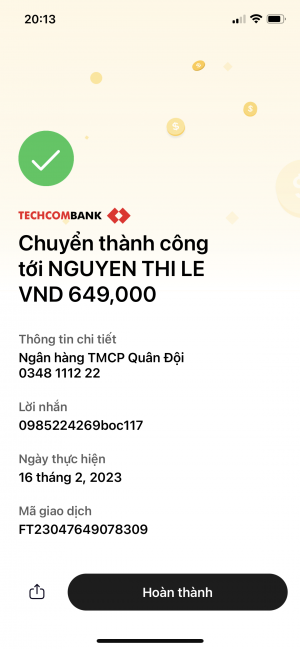 20:13
TECHCOMBANK
Chuyển thành công
tới NGUYEN THI LE
VND 649,000
Thông tin chi tiết
Ngân hàng TMCP Quân Đội
0348 1112 22
Lời nhắn
0985224269boc117
Ngày thực hiện
16 tháng 2, 2023
Mã giao dịch
FT23047649078309
Hoàn thành